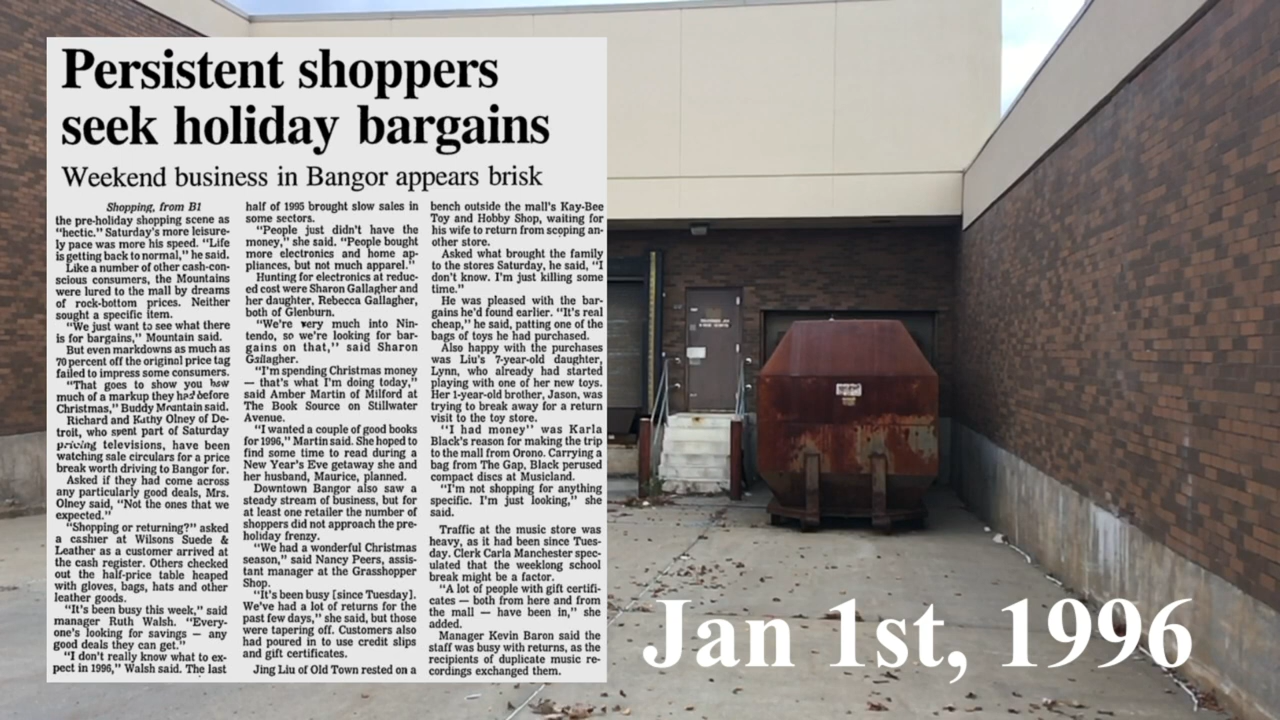 Persistent shoppers
seek holiday bargains
Weekend business in Bangor appears brisk
Shopping, from B1
the pre-holiday shopping scene as
"hectic." Saturday's more leisure-
ly pace was more his speed. "Life
is getting back to normal," he said.
Like a number of other cash-con-
scious consumers, the Mountains
were lured to the mall by dreams
of rock-bottom prices. Neither
sought a specific item.
"We just want to see what there
is for bargains," Mountain said.
But even markdowns as much as
70 percent off the original price tag
failed to impress some consumers.
"That goes to show you how
much of a markup they had before
Christmas," Buddy Mountain said.
Richard and Kathy Olney of De-
troit, who spent part of Saturday
pricing televisions, have been
watching sale circulars for a price
break worth driving to Bangor for.
Asked if they had come across
any particularly good deals, Mrs.
Olney said, "Not the ones that we
expected."
"Shopping or returning?" asked
a cashier at Wilsons Suede &
Leather as a customer arrived at
the cash register. Others checked
out the half-price table heaped
with gloves, bags, hats and other
leather goods.
"It's been busy this week," said
manager Ruth Walsh. "Every-
one's looking for savings — any
good deals they can get."
"I don't really know what to ex-
pect in 1996," Walsh said. The last
half of 1995 brought slow sales in
some sectors.
"People just didn't have the
money," she said. "People bought
more electronics and home ap-
pliances, but not much apparel."
Hunting for electronics at reduc-
ed cost were Sharon Gallagher and
her daughter, Rebecca Gallagher,
both of Glenburn.
"We're very much into Nin-
tendo, so we're looking for bar-
gains on that," said Sharon
Gallagher.
"I'm spending Christmas money
— that's what I'm doing today,"
said Amber Martin of Milford at
The Book Source on Stillwater
Avenue.
"I wanted a couple of good books
for 1996," Martin said. She hoped to
find some time to read during a
New Year's Eve getaway she and
her husband, Maurice, planned.
Downtown Bangor also saw a
steady stream of business, but for
at least one retailer the number of
shoppers did not approach the pre-
holiday frenzy.
"We had a wonderful Christmas
season," said Nancy Peers, assis-
tant manager at the Grasshopper
Shop.
"It's been busy [since Tuesday].
We've had a lot of returns for the
past few days," she said, but those
were tapering off. Customers also
had poured in to use credit slips
and gift certificates.
Jing Liu of Old Town rested on a
bench outside the mall's Kay-Bee
Toy and Hobby Shop, waiting for
his wife to return from scoping an-
other store.
Asked what brought the family
to the stores Saturday, he said, "I
don't know. I'm just killing some
time."
He was pleased with the bar-
gains he'd found earlier. "It's real
cheap," he said, patting one of the
bags of toys he had purchased.
Also happy with the purchases
was Liu's 7-year-old daughter,
Lynn, who already had started
playing with one of her new toys.
Her 1-year-old brother, Jason, was
trying to break away for a return
visit to the toy store.
"I had money" was Karla
Black's reason for making the trip
to the mall from Orono. Carrying a
bag from The Gap, Black perused
compact discs at Musicland.
"I'm not shopping for anything
specific. I'm just looking," she
said.
Traffic at the music store was
heavy, as it had been since Tues-
day. Clerk Carla Manchester spec-
ulated that the weeklong school
break might be a factor.
"A lot of people with gift certifi-
cates — both from here and from
the mall — have been in," she
added.
Manager Kevin Baron said the
staff was busy with returns, as the
recipients of duplicate music re-
cordings exchanged them.
Jan 1st, 1996